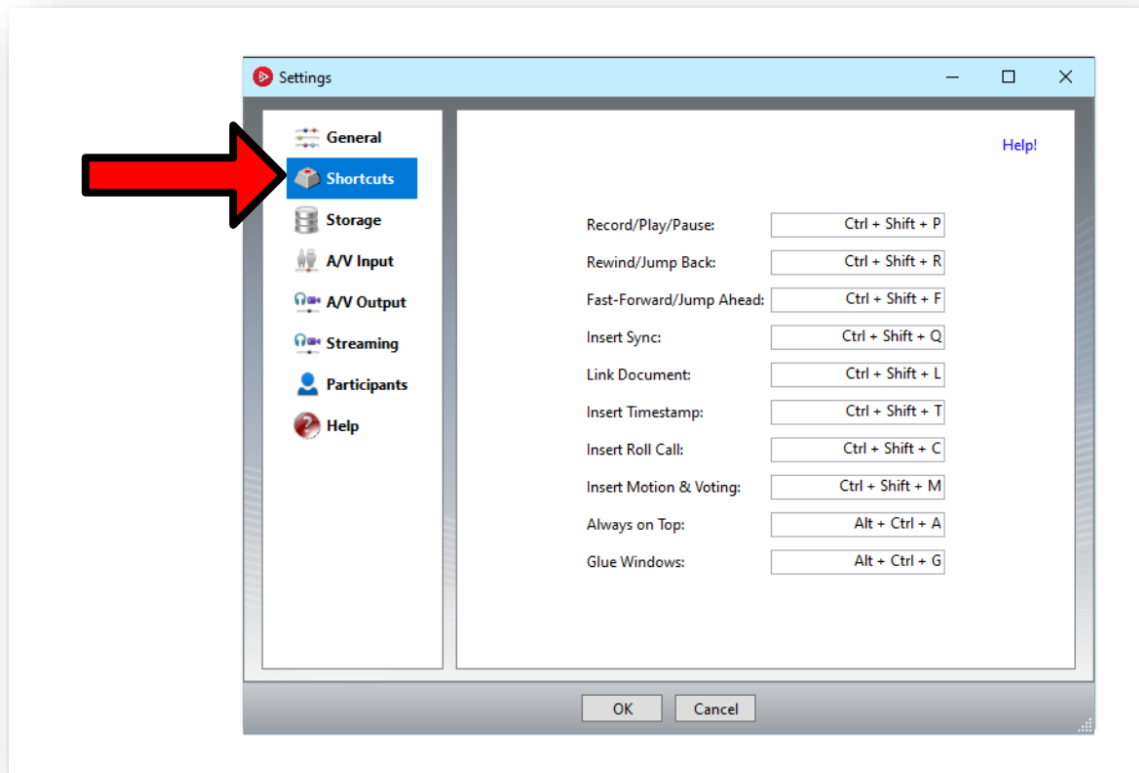 Settings
General
Shortcuts
Storage
A/V Input
A/V Output
Streaming
Participants
Help
Help!
Record/Play/Pause: Ctrl + Shift + P
Rewind/Jump Back: Ctrl + Shift + R
Fast-Forward/Jump Ahead: Ctrl + Shift + F
Insert Sync: Ctrl + Shift + Q
Link Document: Ctrl + Shift + L
Insert Timestamp: Ctrl + Shift + T
Insert Roll Call: Ctrl + Shift + C
Insert Motion & Voting: Ctrl + Shift + M
Always on Top: Alt + Ctrl + A
Glue Windows: Alt + Ctrl + G
OK Cancel